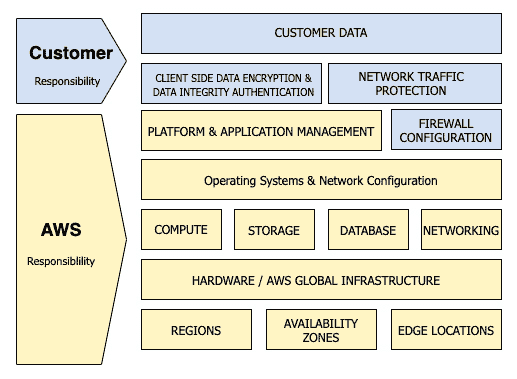 Customer
Responsibility
CUSTOMER DATA
CLIENT SIDE DATA ENCRYPTION &
DATA INTEGRITY AUTHENTICATION
NETWORK TRAFFIC
PROTECTION
AWS
Responsiblility
PLATFORM & APPLICATION MANAGEMENT
FIREWALL
CONFIGURATION
Operating Systems & Network Configuration
COMPUTE
STORAGE
DATABASE
NETWORKING
HARDWARE / AWS GLOBAL INFRASTRUCTURE
REGIONS
AVAILABILITY
ZONES
EDGE LOCATIONS